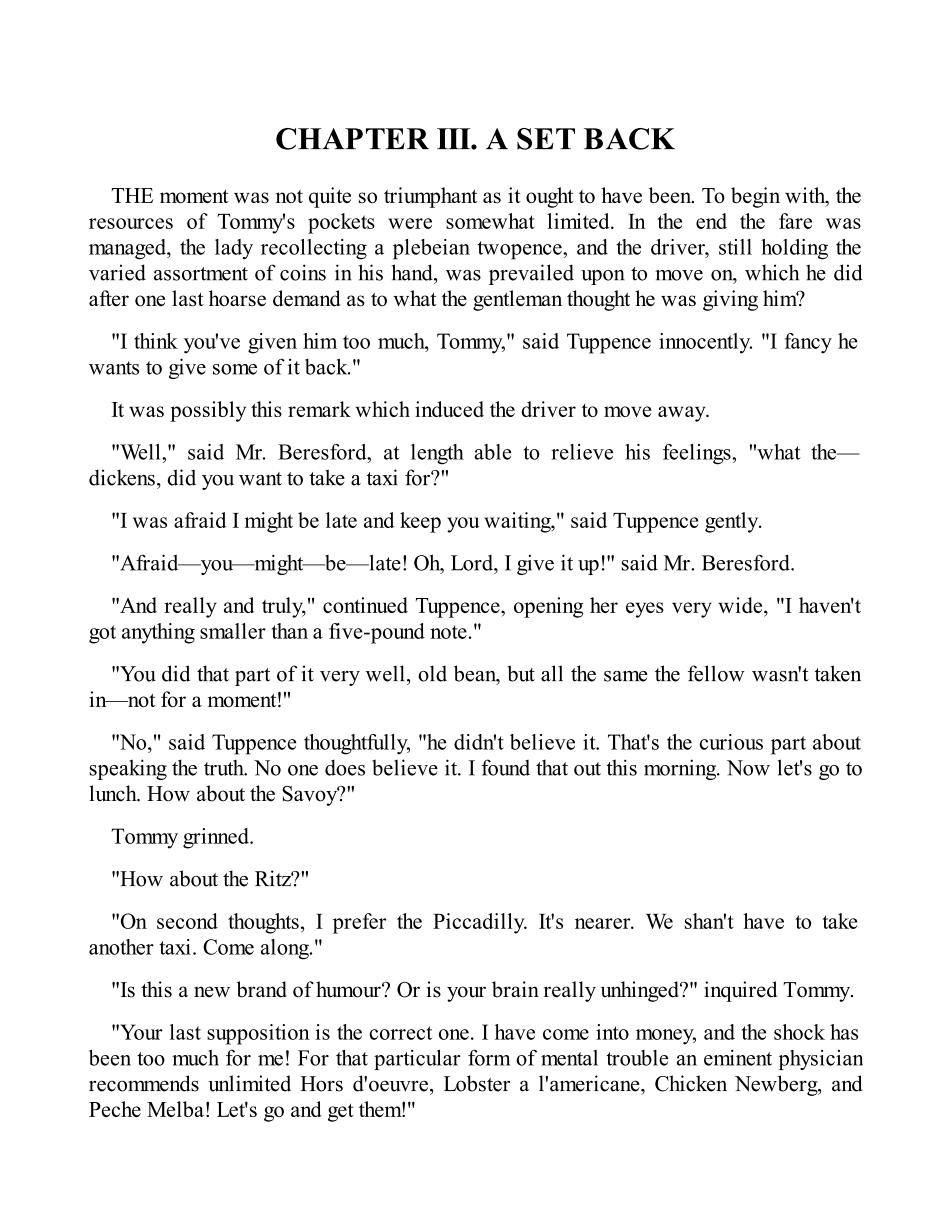 CHAPTER III. A SET BACK
THE moment was not quite so triumphant as it ought to have been. To begin with, the
resources of Tommy's pockets were somewhat limited. In the end the fare was
managed, the lady recollecting a plebeian twopence, and the driver, still holding the
varied assortment of coins in his hand, was prevailed upon to move on, which he did
after one last hoarse demand as to what the gentleman thought he was giving him?
"I think you've given him too much, Tommy," said Tuppence innocently. "I fancy he
wants to give some of it back."
It was possibly this remark which induced the driver to move away.
"Well," said Mr. Beresford, at length able to relieve his feelings, "what the—
dickens, did you want to take a taxi for?"
"I was afraid I might be late and keep you waiting," said Tuppence gently.
"Afraid—you—might—be—late! Oh, Lord, I give it up!" said Mr. Beresford.
"And really and truly," continued Tuppence, opening her eyes very wide, "I haven't
got anything smaller than a five-pound note."
"You did that part of it very well, old bean, but all the same the fellow wasn't taken
in—not for a moment!"
"No," said Tuppence thoughtfully, "he didn't believe it. That's the curious part about
speaking the truth. No one does believe it. I found that out this morning. Now let's go to
lunch. How about the Savoy?"
Tommy grinned.
"How about the Ritz?"
"On second thoughts, I prefer the Piccadilly. It's nearer. We shan't have to take
another taxi. Come along."
"Is this a new brand of humour? Or is your brain really unhinged?" inquired Tommy.
"Your last supposition is the correct one. I have come into money, and the shock has
been too much for me! For that particular form of mental trouble an eminent physician
recommends unlimited Hors d'oeuvre, Lobster a l'americane, Chicken Newberg, and
Peche Melba! Let's go and get them!"